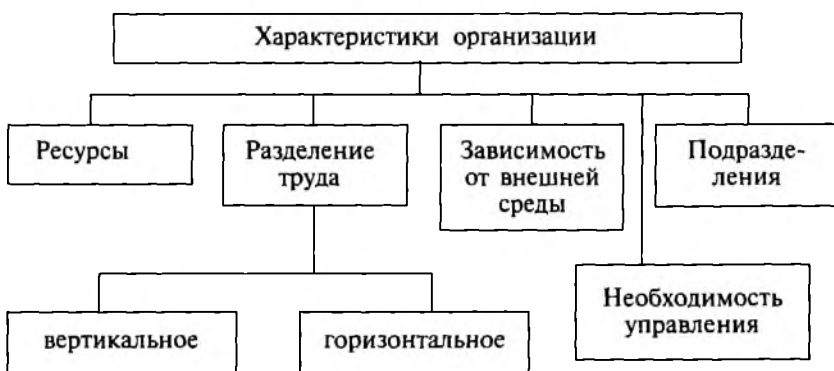 Характеристики организации
Ресурсы
Разделение
труда
Зависимость
от внешней
среды
Подразде-
ления
вертикальное
горизонтальное
Необходимость
управления